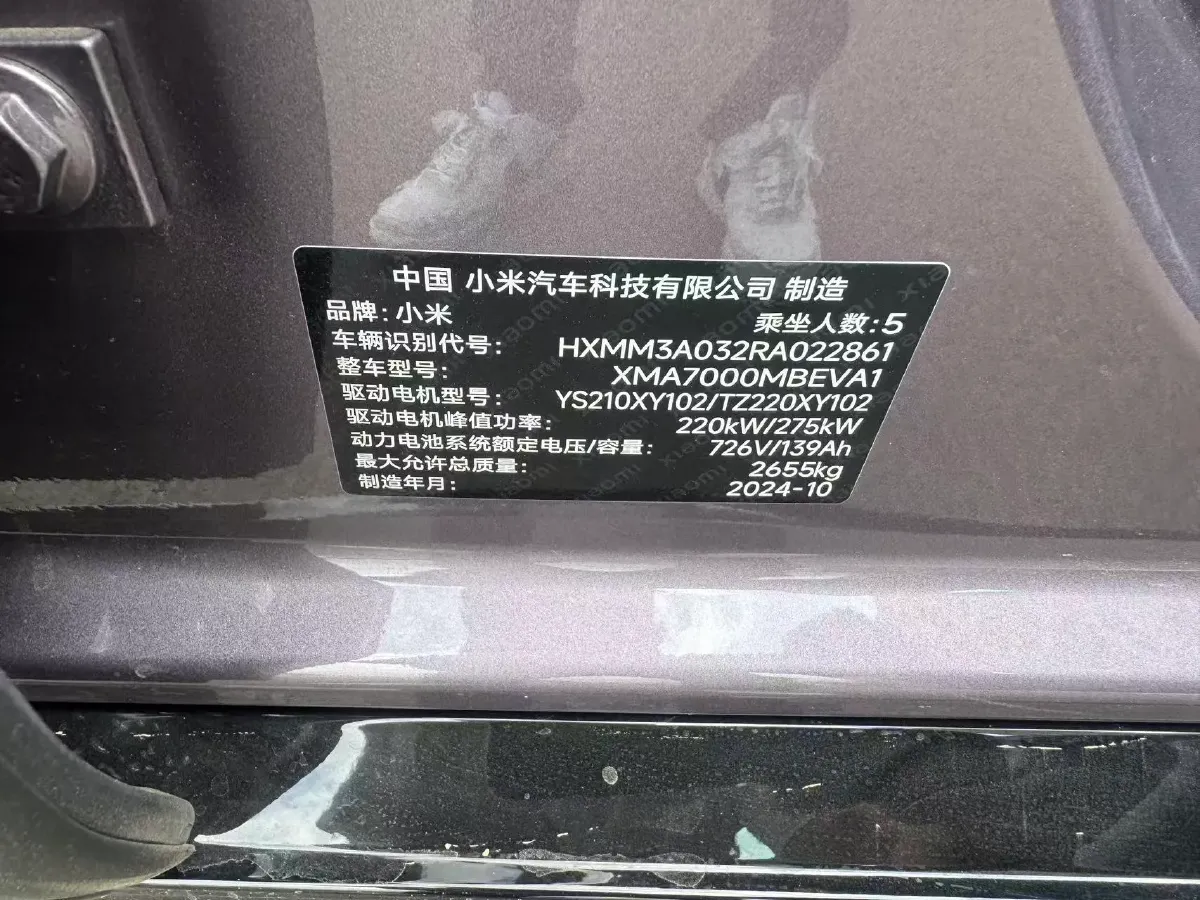 中国 小米汽车科技有限公司 制造
品牌: 小米 乘坐人数: 5
车辆识别代号: HXMM3A032RA022861
整车型号: XMA7000MBEVA1
驱动电机型号: YS210XY102/TZ220XY102
驱动电机峰值功率: 220kW/275kW
动力电池系统额定电压/容量: 726V/139Ah
最大允许总质量: 2655kg
制造年月: 2024-10